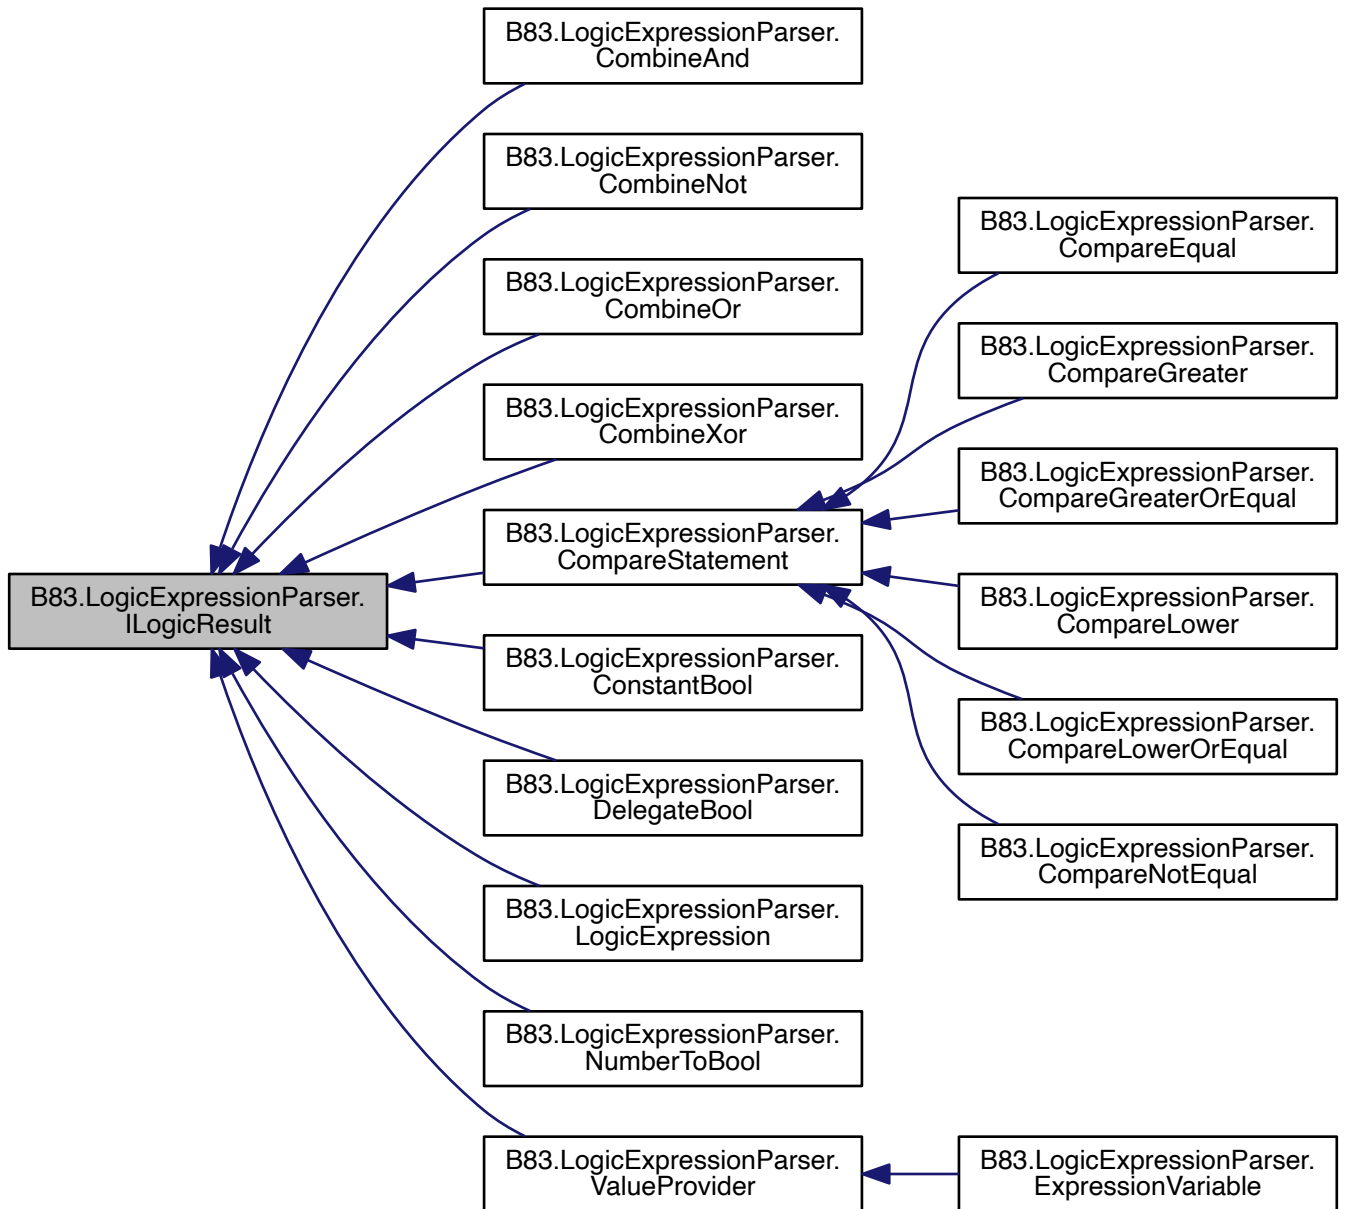 B83.LogicExpressionParser.
ILogicResult
B83.LogicExpressionParser.
CombineAnd
B83.LogicExpressionParser.
CombineNot
B83.LogicExpressionParser.
CombineOr
B83.LogicExpressionParser.
CombineXor
B83.LogicExpressionParser.
CompareStatement
B83.LogicExpressionParser.
ConstantBool
B83.LogicExpressionParser.
DelegateBool
B83.LogicExpressionParser.
LogicExpression
B83.LogicExpressionParser.
NumberToBool
B83.LogicExpressionParser.
ValueProvider
B83.LogicExpressionParser.
CompareEqual
B83.LogicExpressionParser.
CompareGreater
B83.LogicExpressionParser.
CompareGreaterOrEqual
B83.LogicExpressionParser.
CompareLower
B83.LogicExpressionParser.
CompareLowerOrEqual
B83.LogicExpressionParser.
CompareNotEqual
B83.LogicExpressionParser.
ExpressionVariable